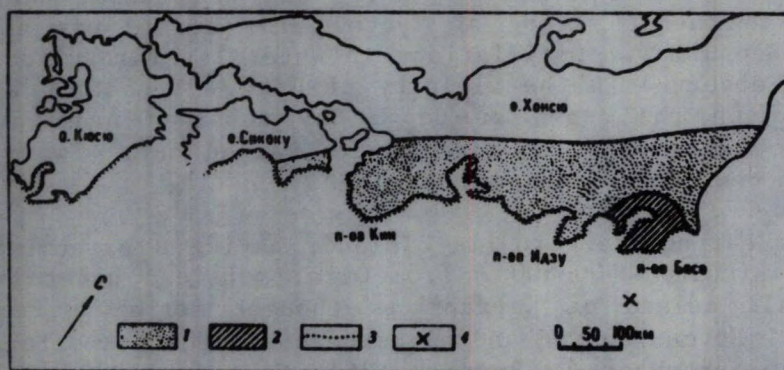 о. Кюсю
о. Сикоку
о. Хонсю
п-ов Кии
п-ов Идзу
п-ов Босо
С
1
2
3
4
0 50 100км